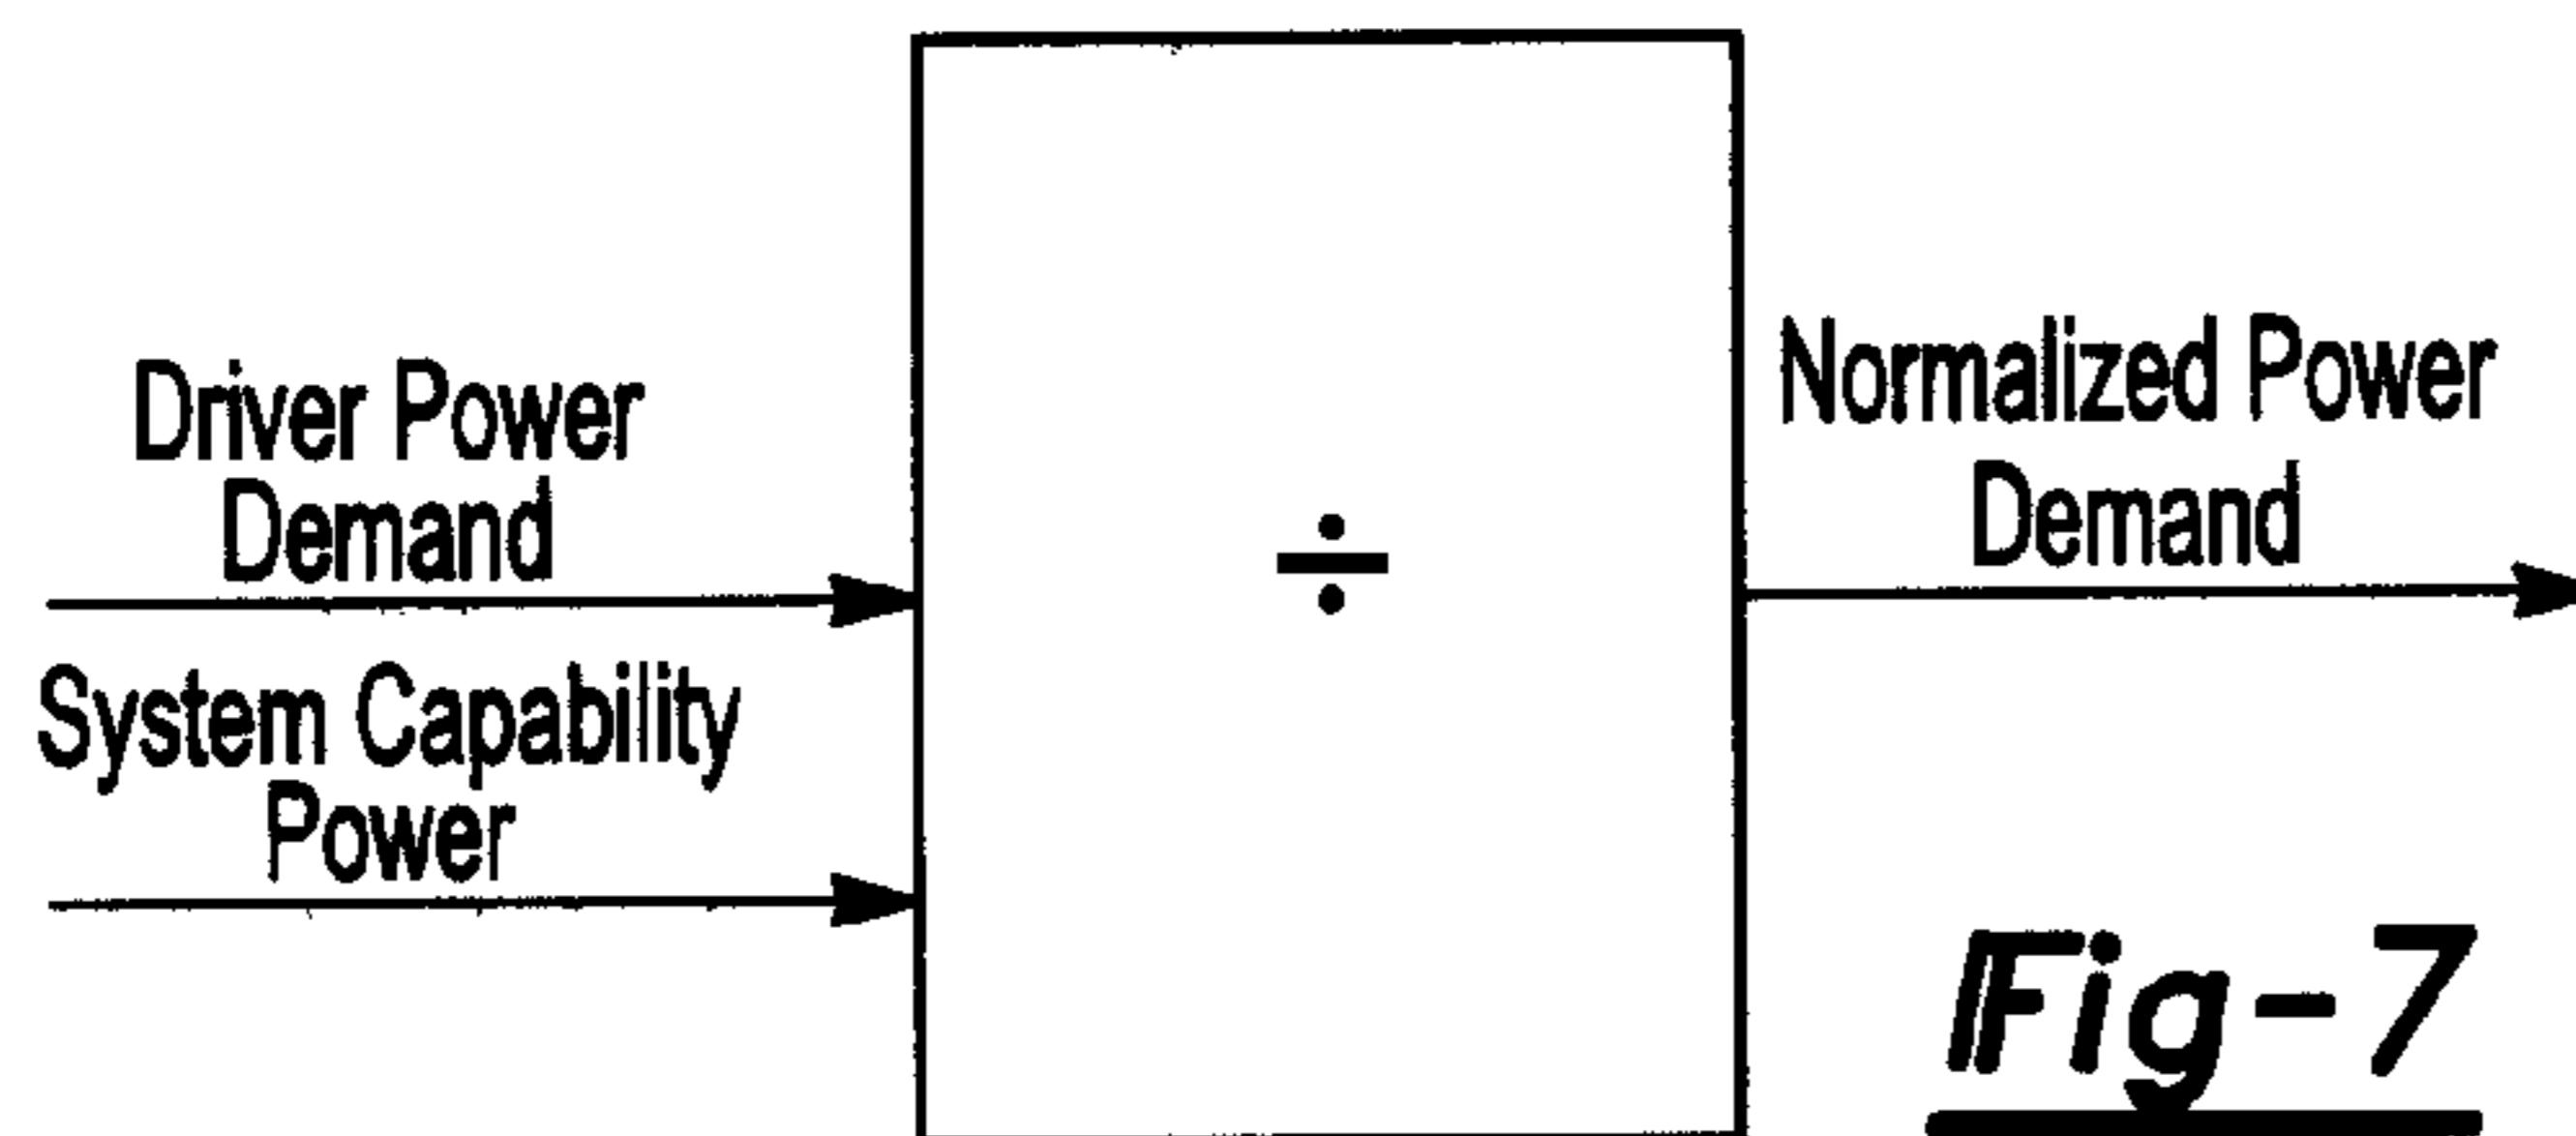 Driver Power
Demand
System Capability
Power
÷
Normalized Power
Demand
Fig-7